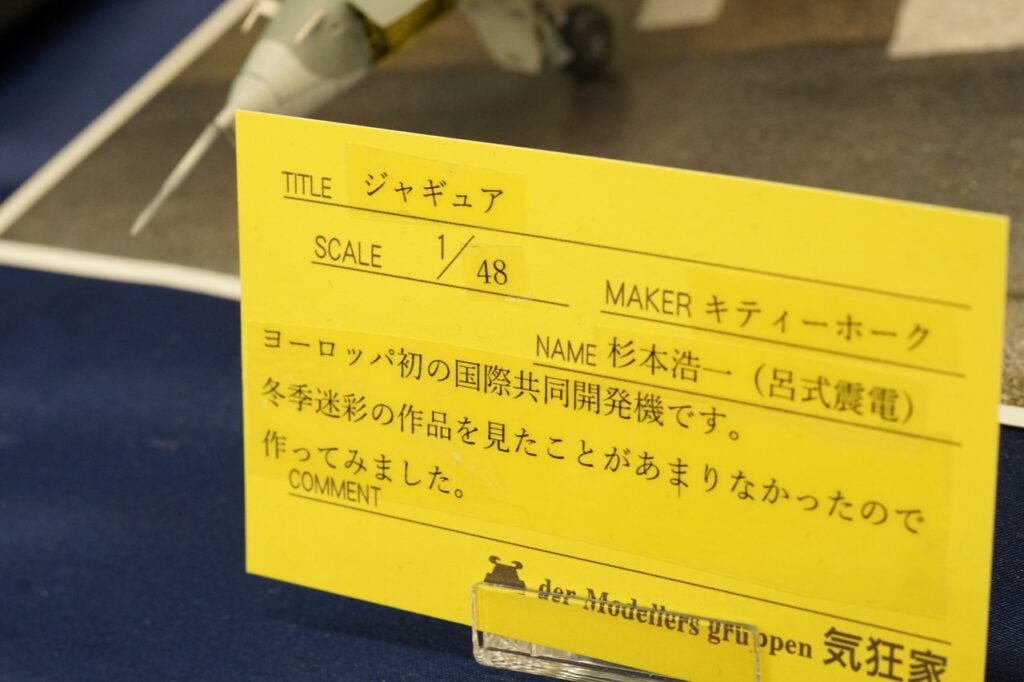 TITLE ジャギュア
SCALE 1/48
MAKER キティーホーク
NAME 杉本浩一（呂式震電）
ヨーロッパ初の国際共同開発機です。
冬季迷彩の作品を見たことがあまりなかったので
作ってみました。
COMMENT
der Modellers gruppen 気狂家